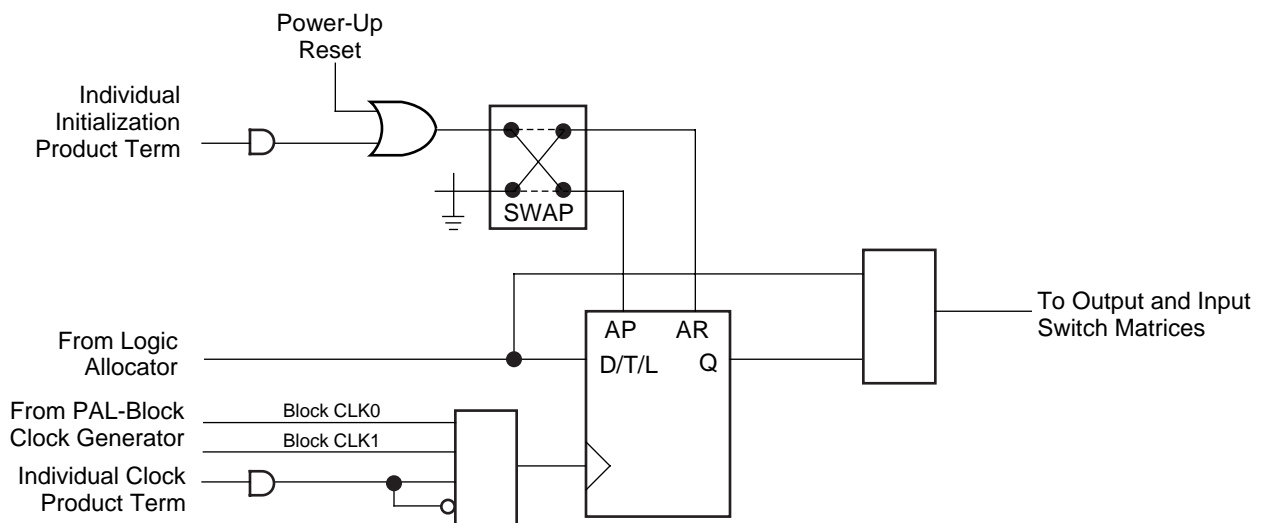 Power-Up
Reset
Individual
Initialization
Product Term
SWAP
To Output and Input
Switch Matrices
AP AR
From Logic
Allocator
D/T/L Q
From PAL-Block
Clock Generator
Block CLK0
Block CLK1
Individual Clock
Product Term